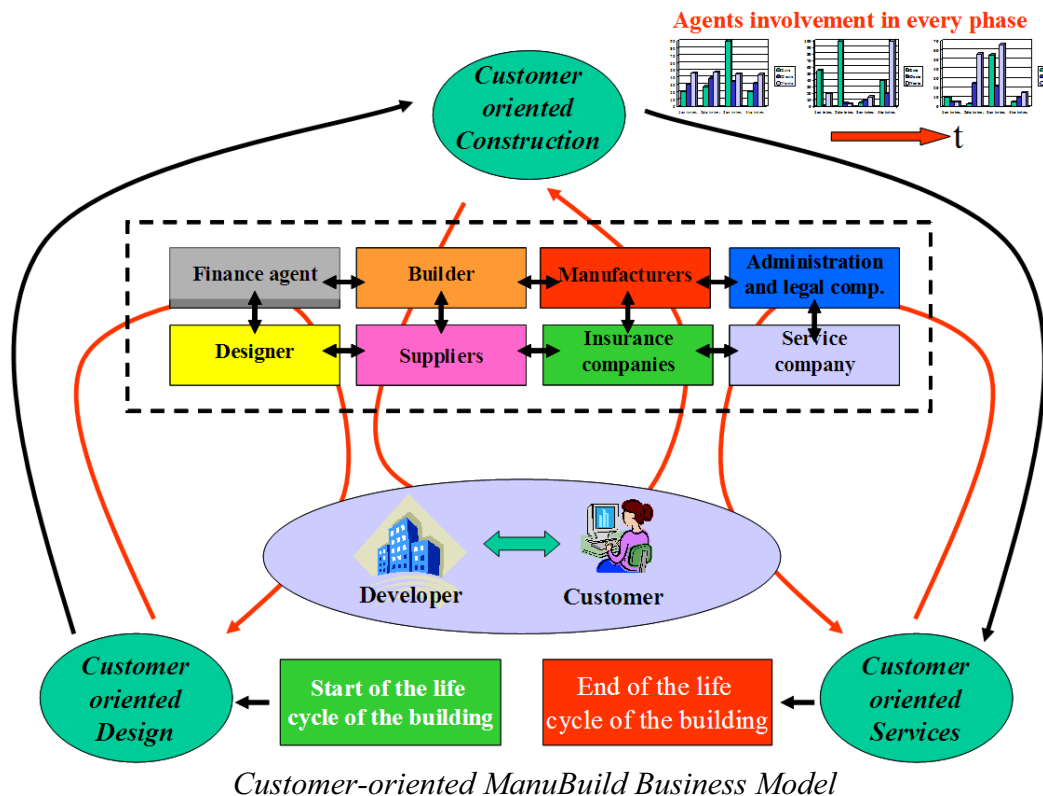 Agents involvement in every phase
t
Customer
oriented
Construction
Finance agent
Builder
Manufacturers
Administration
and legal comp.
Designer
Suppliers
Insurance
companies
Service
company
Developer
Customer
Customer
oriented
Design
Start of the life
cycle of the building
End of the life
cycle of the building
Customer
oriented
Services
Customer-oriented ManuBuild Business Model